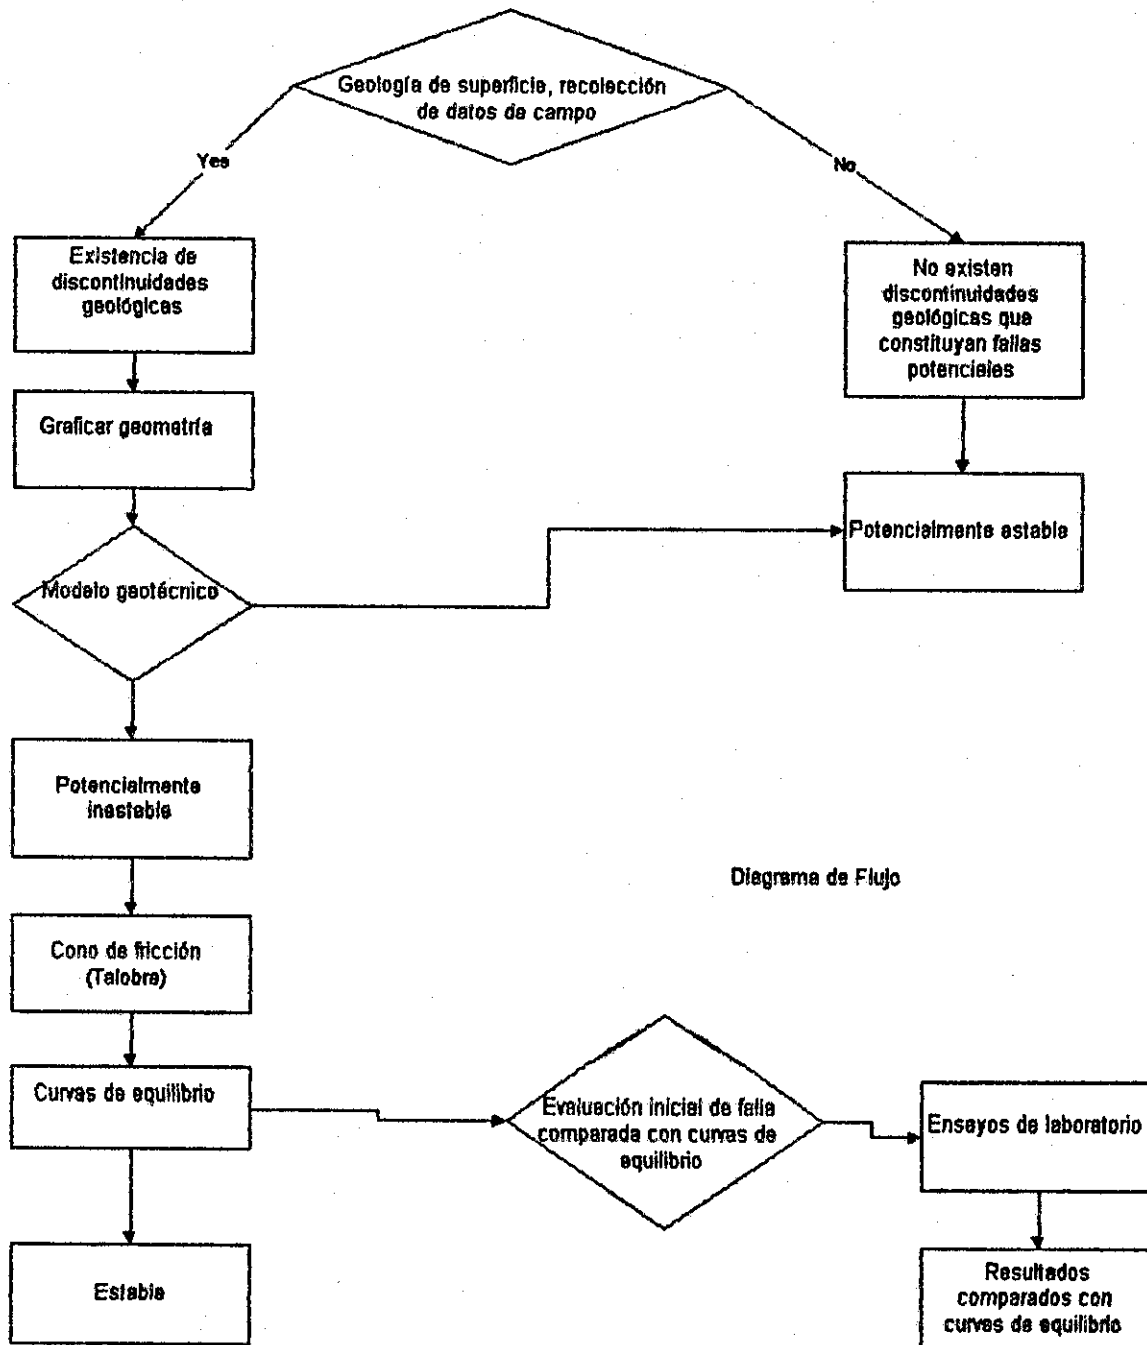 Geología de superficie, recolección
de datos de campo
Yes
No
Existencia de
discontinuidades
geológicas
No existen
discontinuidades
geológicas que
constituyan fallas
potenciales
Graficar geometría
Potencialmente estable
Modelo geotécnico
Potencialmente
inestable
Diagrama de Flujo
Cono de fricción
(Talobre)
Curvas de equilibrio
Evaluación inicial de falla
comparada con curvas de
equilibrio
Ensayos de laboratorio
Estable
Resultados
comparados con
curvas de equilibrio